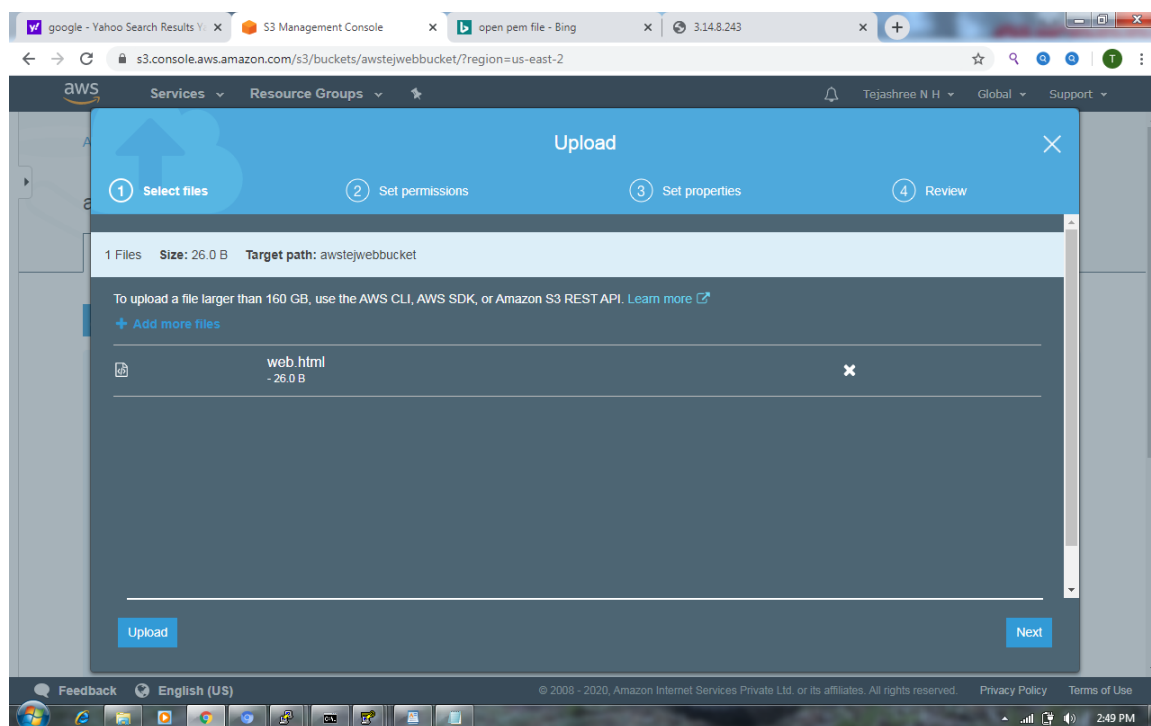 google - Yahoo Search Results Y
S3 Management Console
open pem file - Bing
3.14.8.243
s3.console.aws.amazon.com/s3/buckets/awstejwebbucket/?region=us-east-2
T
aws
Services
Resource Groups
Tejashree N H
Global
Support
Upload
1 Select files
2 Set permissions
3 Set properties
4 Review
1 Files Size: 26.0 B Target path: awstejwebbucket
To upload a file larger than 160 GB, use the AWS CLI, AWS SDK, or Amazon S3 REST API. Learn more
+ Add more files
web.html
- 26.0 B
Upload
Next
Feedback
English (US)
© 2008 - 2020, Amazon Internet Services Private Ltd. or its affiliates. All rights reserved.
Privacy Policy
Terms of Use
2:49 PM